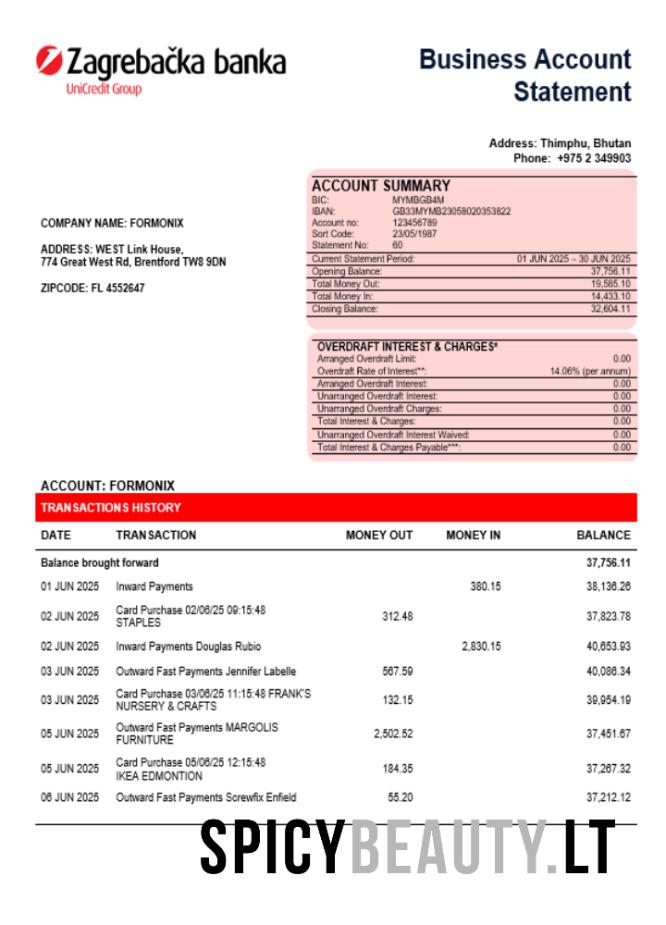 Zagrebačka banka
UniCredit Group
Business Account
Statement
Address: Thimphu, Bhutan
Phone: +975 2 349903
COMPANY NAME: FORMONIX
ADDRESS: WEST Link House,
774 Great West Rd, Brentford TW8 9DN
ZIPCODE: FL 4552647
ACCOUNT SUMMARY
BIC: MYMBGB4M
IBAN: GB33MYMB23058020353822
Account no: 123456789
Sort Code: 23/05/1987
Statement No: 60
Current Statement Period: 01 JUN 2025 – 30 JUN 2025
Opening Balance: 37,756.11
Total Money Out: 19,585.10
Total Money In: 14,433.10
Closing Balance: 32,604.11
OVERDRAFT INTEREST & CHARGES*
Arranged Overdraft Limit: 0.00
Overdraft Rate of Interest**: 14.06% (per annum)
Arranged Overdraft Interest: 0.00
Unarranged Overdraft Interest: 0.00
Unarranged Overdraft Charges: 0.00
Total Interest & Charges: 0.00
Unarranged Overdraft Interest Waived: 0.00
Total Interest & Charges Payable***: 0.00
ACCOUNT: FORMONIX
TRANSACTIONS HISTORY
DATE TRANSACTION MONEY OUT MONEY IN BALANCE
Balance brought forward 37,756.11
01 JUN 2025 Inward Payments 380.15 38,136.26
02 JUN 2025 Card Purchase 02/06/25 09:15:48
STAPLES 312.48 37,823.78
02 JUN 2025 Inward Payments Douglas Rubio 2,830.15 40,653.93
03 JUN 2025 Outward Fast Payments Jennifer Labelle 567.59 40,086.34
03 JUN 2025 Card Purchase 03/06/25 11:15:48 FRANK'S
NURSERY & CRAFTS 132.15 39,954.19
05 JUN 2025 Outward Fast Payments MARGOLIS
FURNITURE 2,502.52 37,451.67
05 JUN 2025 Card Purchase 05/06/25 12:15:48
IKEA EDMONTION 184.35 37,267.32
06 JUN 2025 Outward Fast Payments Screwfix Enfield 55.20 37,212.12
SPICYBEAUTY.LT